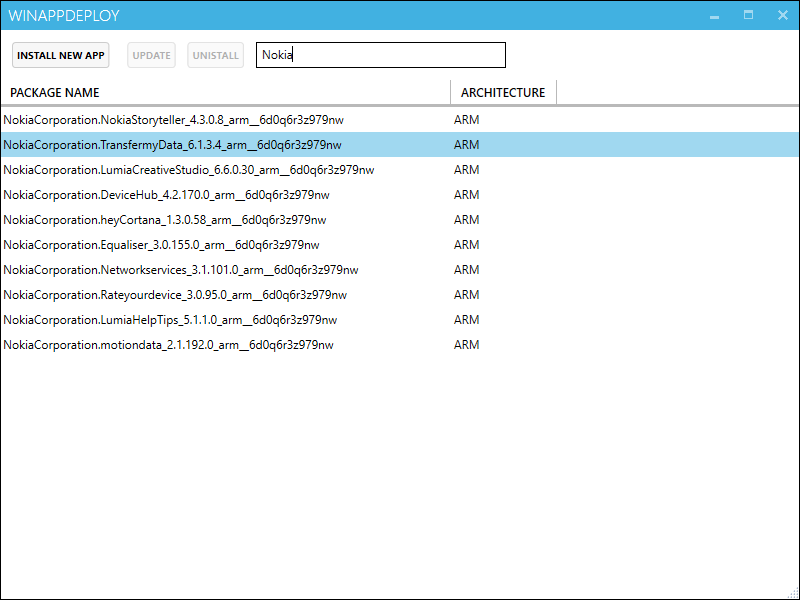 WINAPPDEPLOY
INSTALL NEW APP UPDATE UNISTALL Nokia
PACKAGE NAME ARCHITECTURE
NokiaCorporation.NokiaStoryteller_4.3.0.8_arm__6d0q6r3z979nw ARM
NokiaCorporation.TransfermyData_6.1.3.4_arm__6d0q6r3z979nw ARM
NokiaCorporation.LumiaCreativeStudio_6.6.0.30_arm__6d0q6r3z979nw ARM
NokiaCorporation.DeviceHub_4.2.170.0_arm__6d0q6r3z979nw ARM
NokiaCorporation.heyCortana_1.3.0.58_arm__6d0q6r3z979nw ARM
NokiaCorporation.Equaliser_3.0.155.0_arm__6d0q6r3z979nw ARM
NokiaCorporation.Networkservices_3.1.101.0_arm__6d0q6r3z979nw ARM
NokiaCorporation.Rateyourdevice_3.0.95.0_arm__6d0q6r3z979nw ARM
NokiaCorporation.LumiaHelpTips_5.1.1.0_arm__6d0q6r3z979nw ARM
NokiaCorporation.motiondata_2.1.192.0_arm__6d0q6r3z979nw ARM